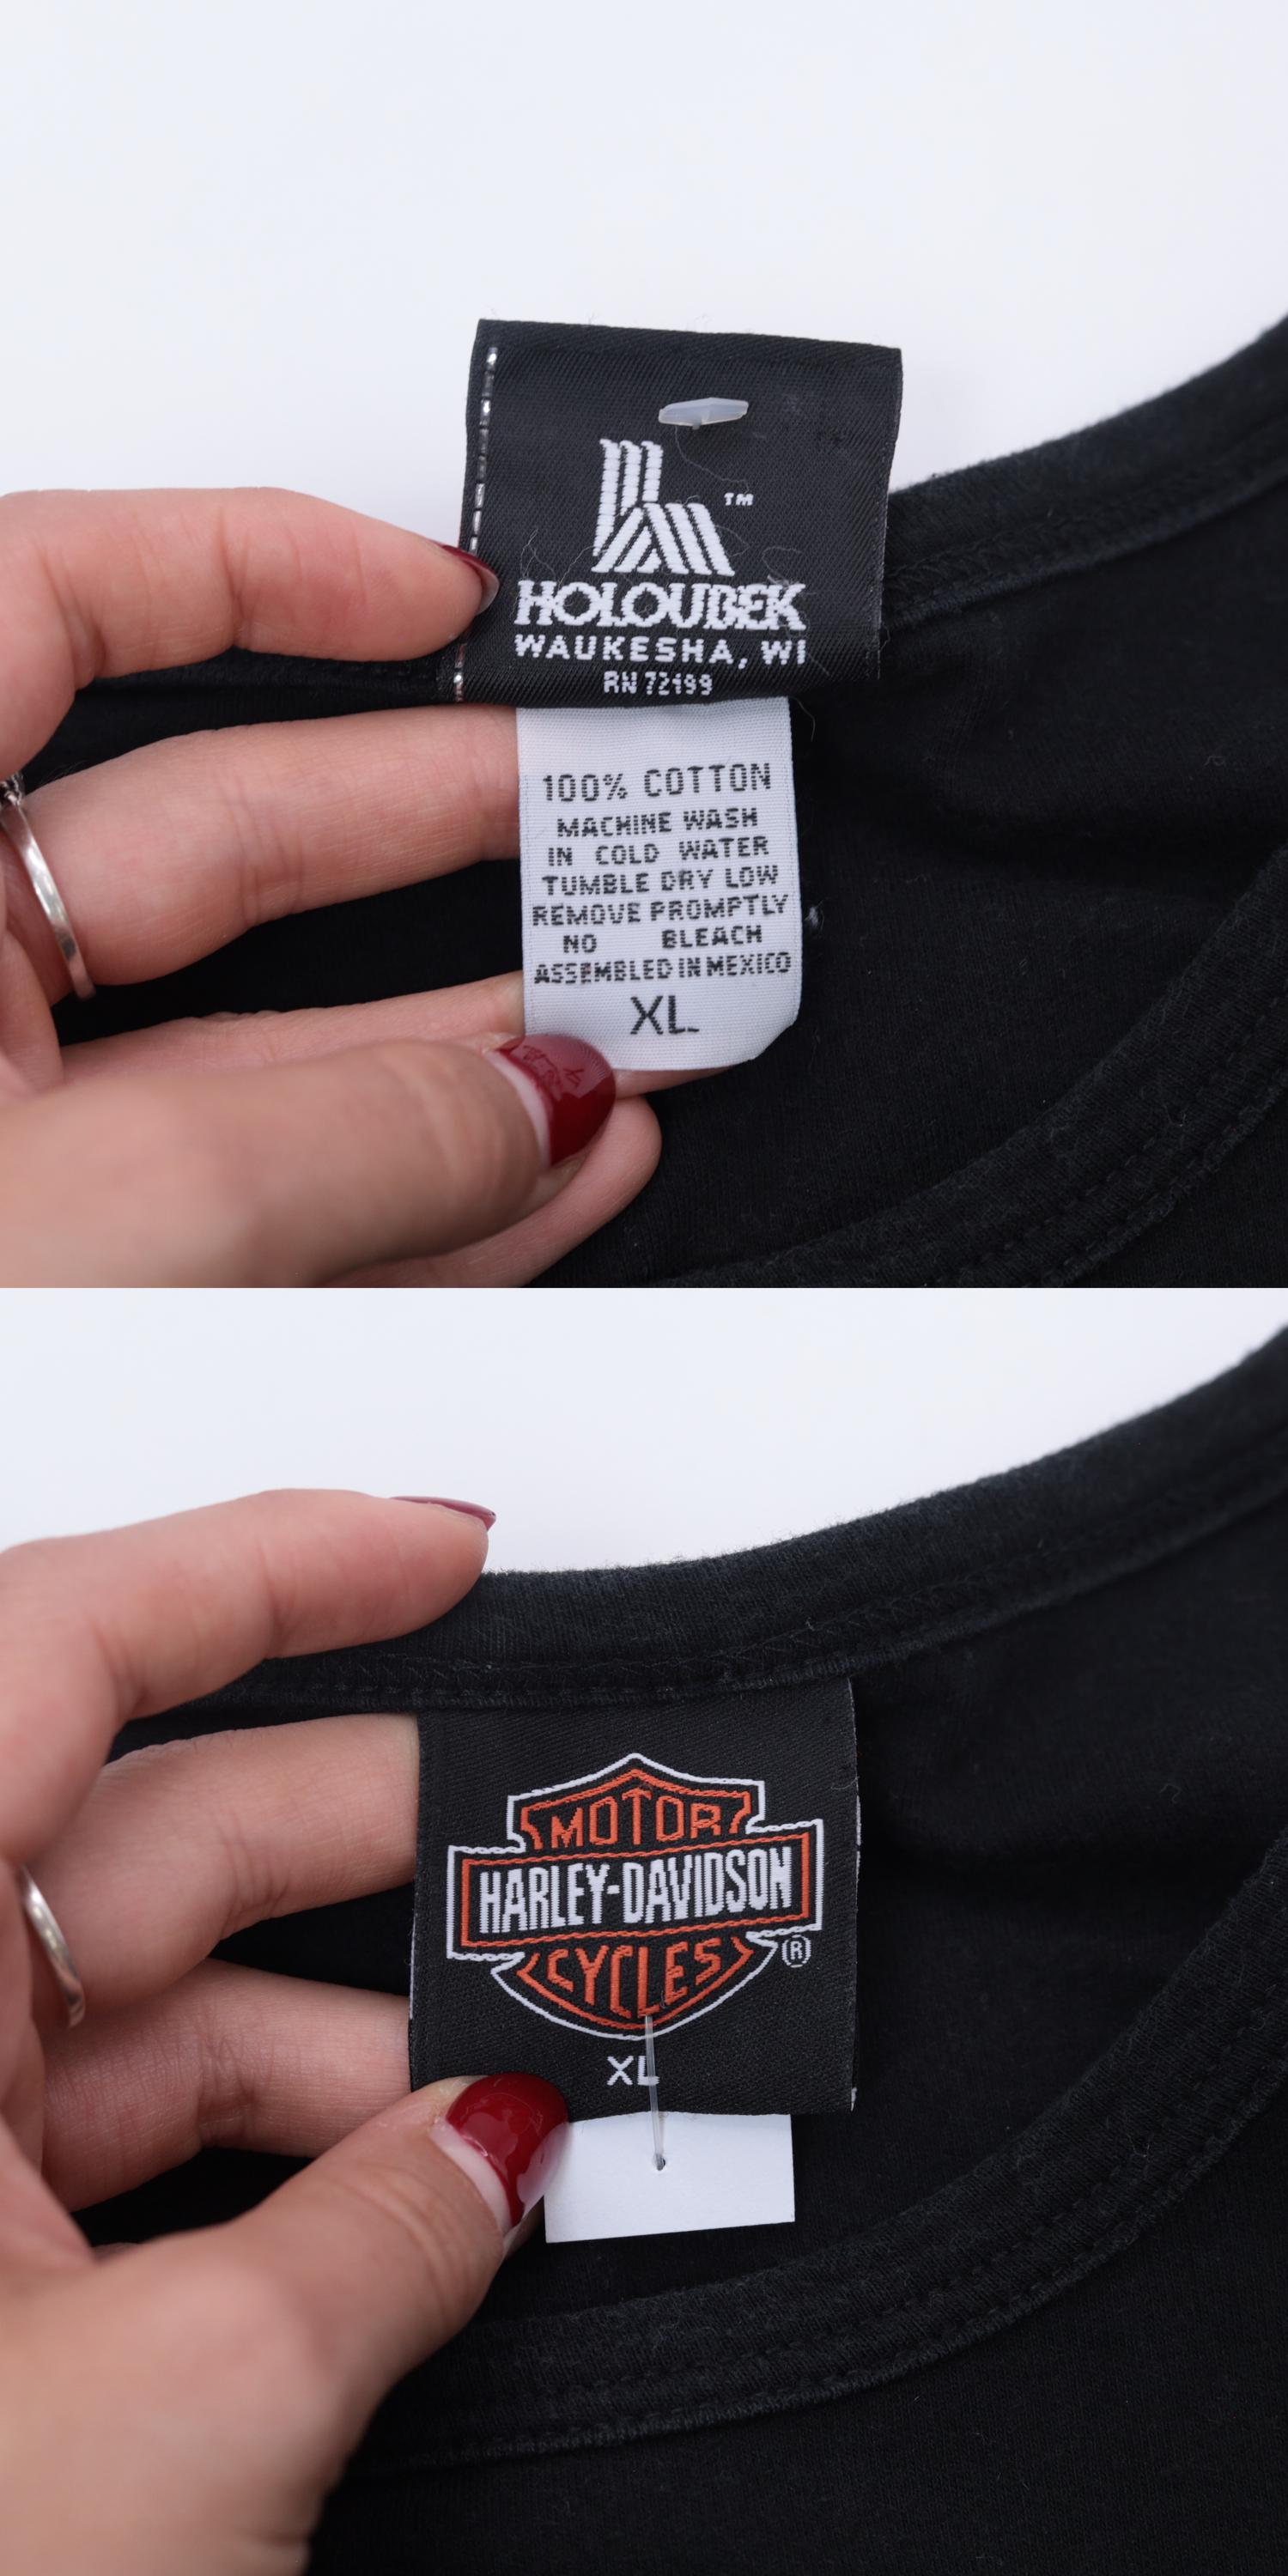 TM
HOLOUBEK
WAUKESHA, WI
RN 72199
100% COTTON
MACHINE WASH
IN COLD WATER
TUMBLE DRY LOW
REMOVE PROMPTLY
NO BLEACH
ASSEMBLED IN MEXICO
XL
MOTOR
HARLEY-DAVIDSON
CYCLES
®
XL